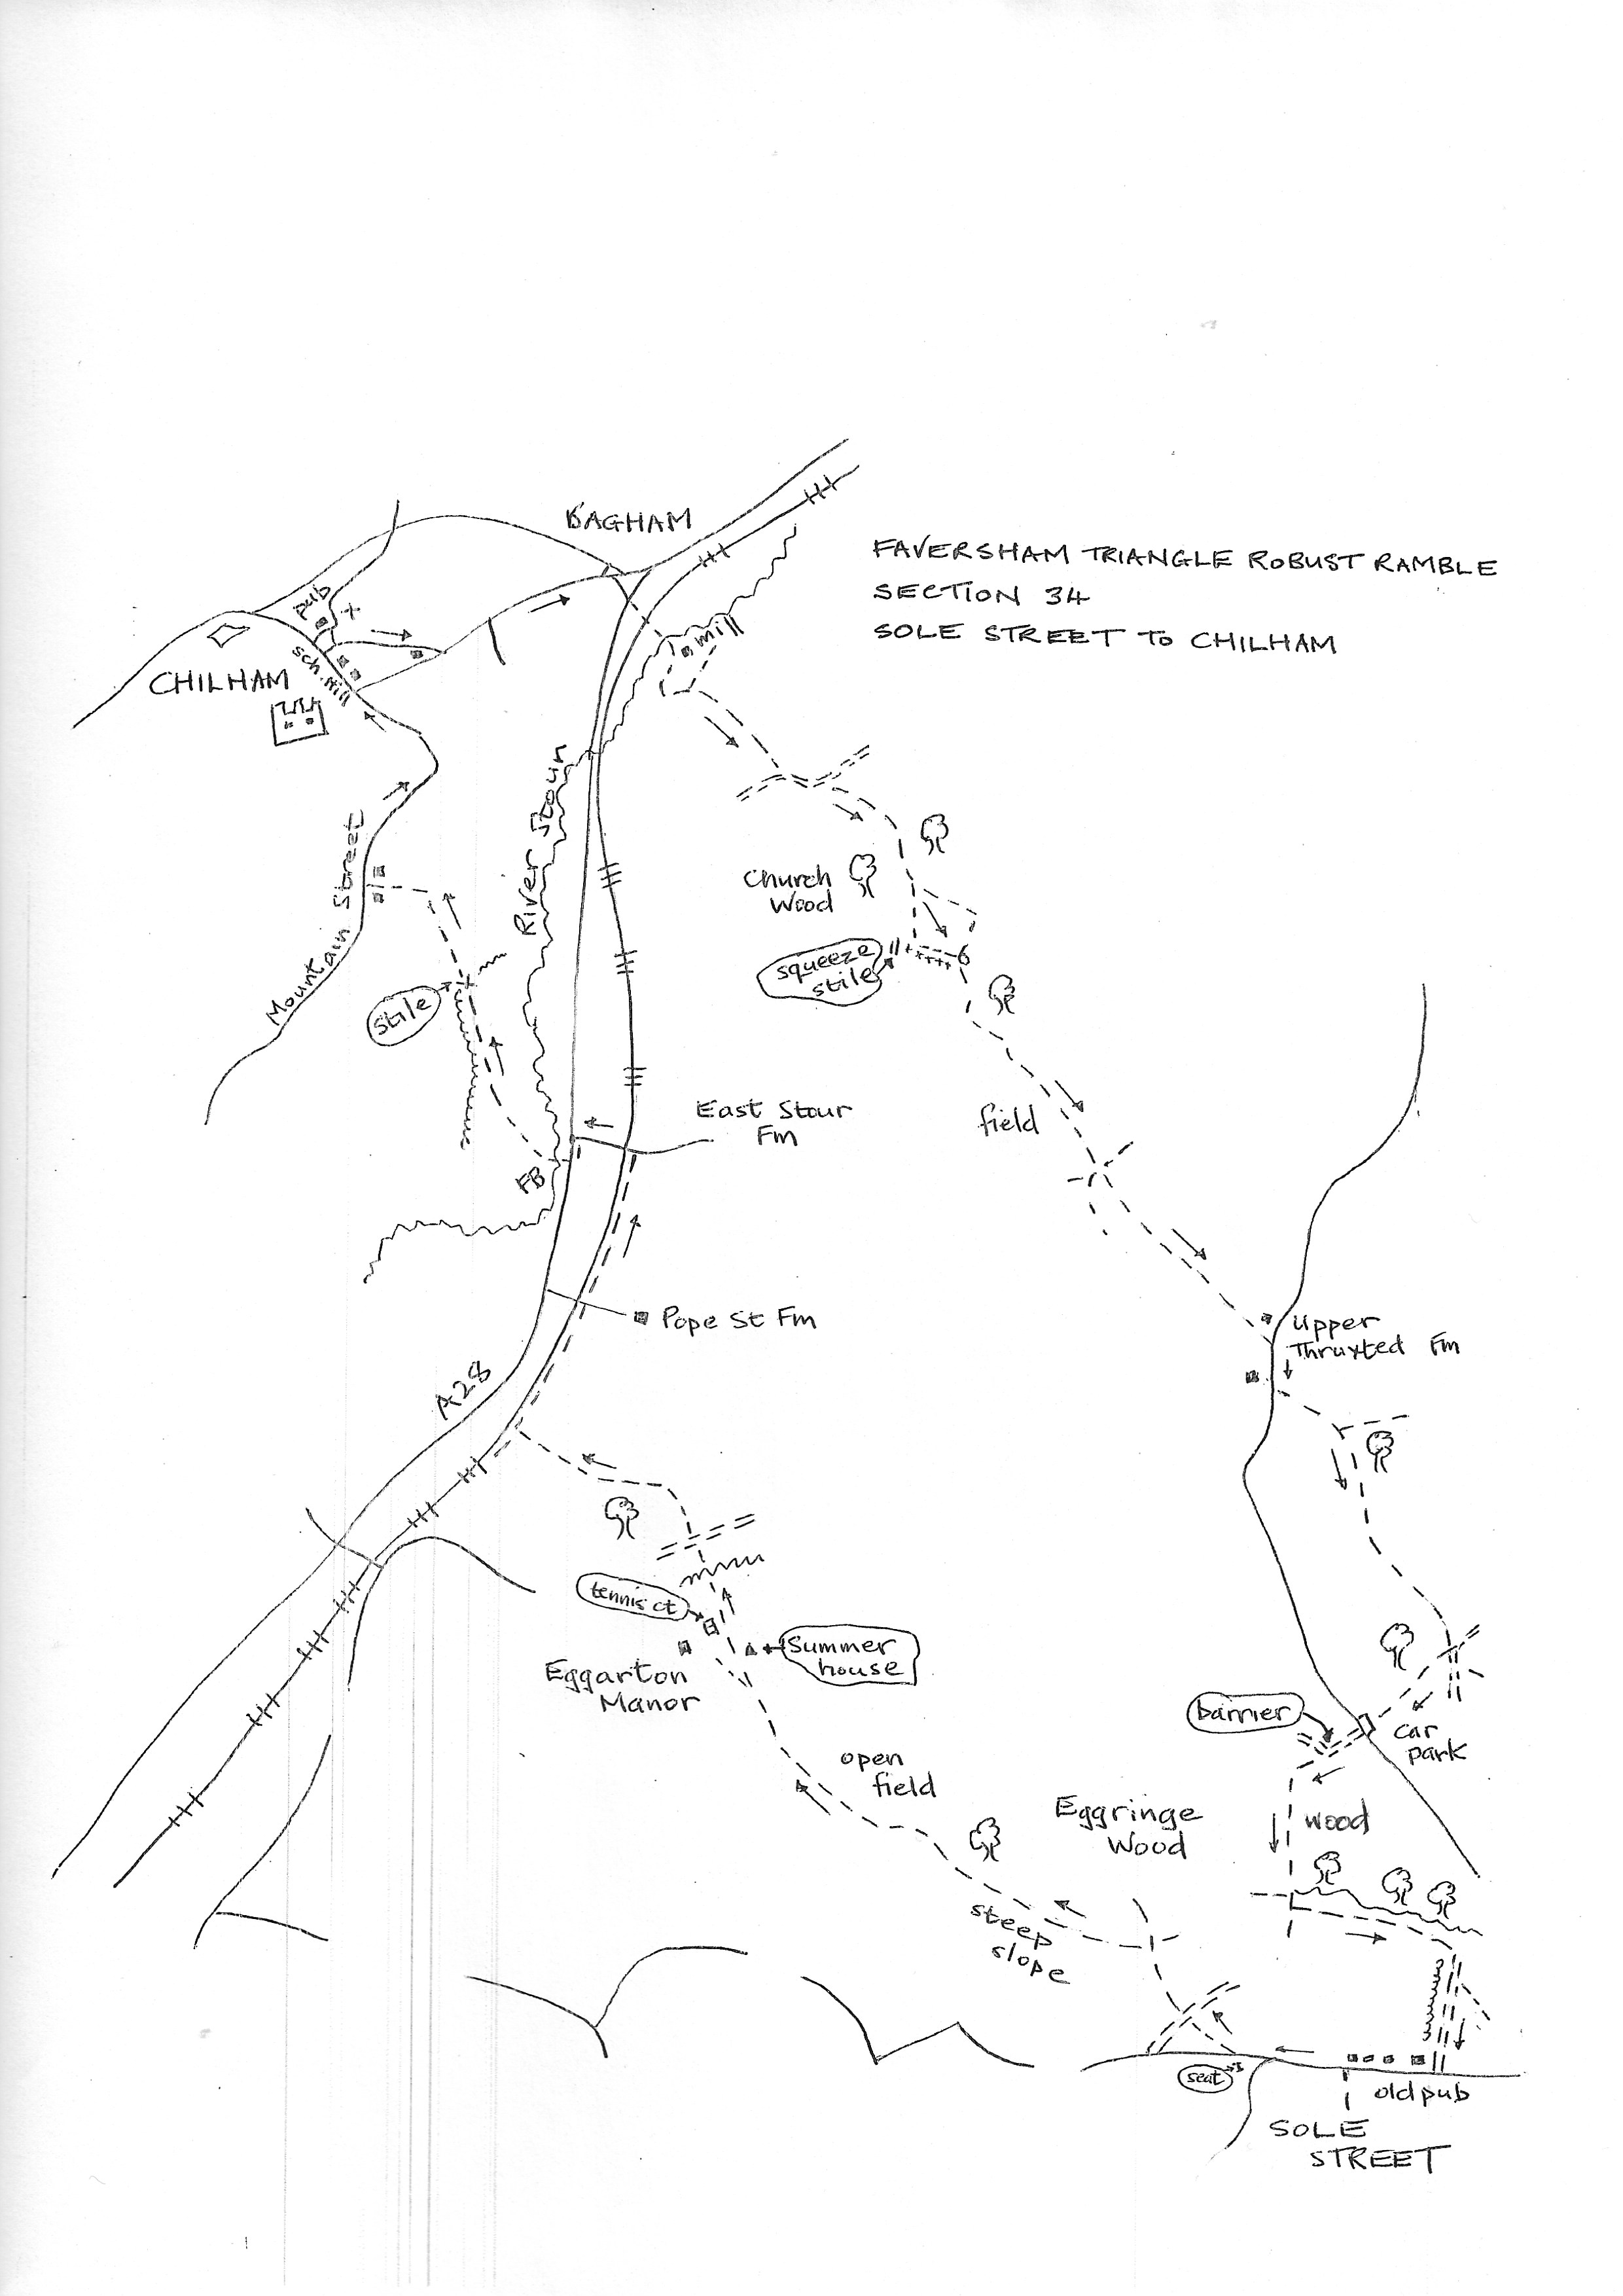 BAGHAM
FAVERSHAM TRIANGLE ROBUST RAMBLE
SECTION 34
SOLE STREET TO CHILHAM
pub
mill
sch. Hill
CHILHAM
River Stour
Mountain Street
Church
Wood
squeeze
stile
stile
East Stour
Fm
field
FB
Pope St Fm
Upper
Thruxted Fm
A28
tennis ct
Summer
house
Eggarton
Manor
barrier
car
park
open
field
Eggringe
Wood
wood
steep
slope
seat
old pub
SOLE
STREET